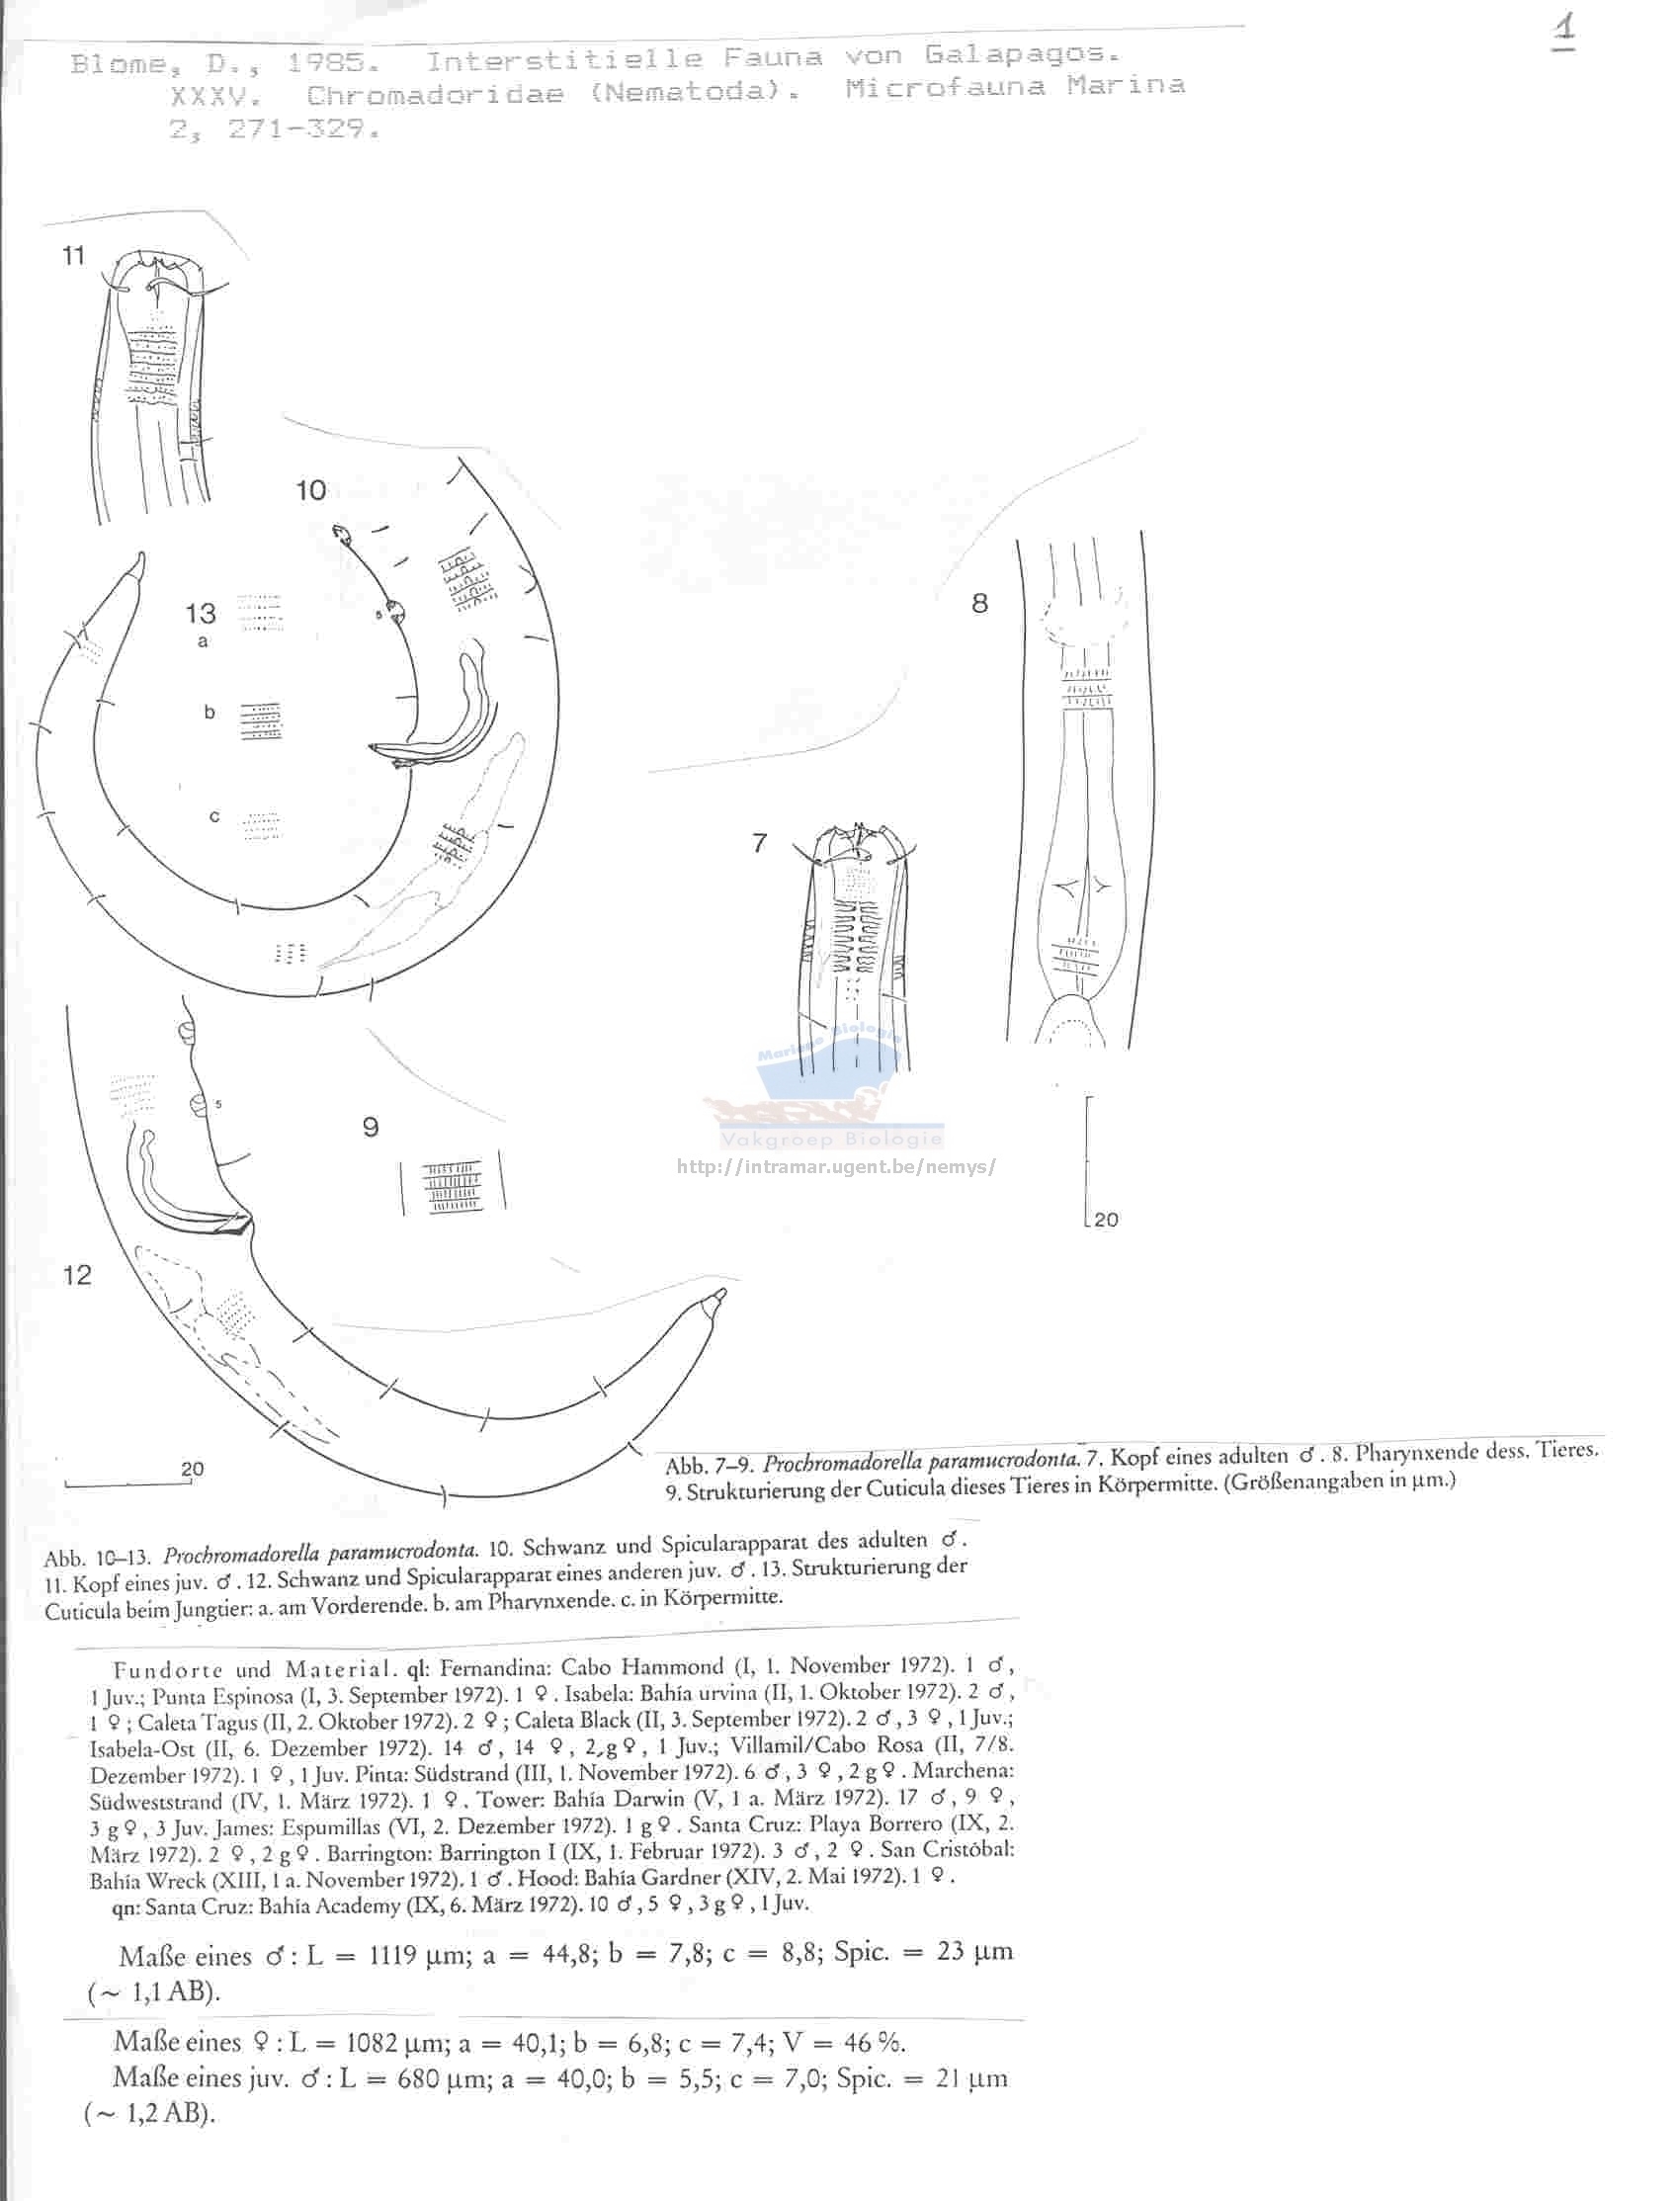 1
Blome, D., 1985. Interstitielle Fauna von Galapagos.
XXXV. Chromadoridae (Nematoda). Microfauna Marina
2, 271-329.
11
10
13
a
b
c
5
8
7
20
5
9
12
20
Mariene Biologie
Vakgroep Biologie
http://intramar.ugent.be/nemys/
Abb. 7–9. Prochromadorella paramucrodonta. 7. Kopf eines adulten ♂. 8. Pharynxende dess. Tieres.
9. Strukturierung der Cuticula dieses Tieres in Körpermitte. (Größenangaben in µm.)
Abb. 10–13. Prochromadorella paramucrodonta. 10. Schwanz und Spicularapparat des adulten ♂.
11. Kopf eines juv. ♂. 12. Schwanz und Spicularapparat eines anderen juv. ♂. 13. Strukturierung der
Cuticula beim Jungtier: a. am Vorderende. b. am Pharynxende. c. in Körpermitte.
Fundorte und Material. ql: Fernandina: Cabo Hammond (I, 1. November 1972). 1 ♂,
1 Juv.; Punta Espinosa (I, 3. September 1972). 1 ♀. Isabela: Bahía urvina (II, 1. Oktober 1972). 2 ♂,
1 ♀; Caleta Tagus (II, 2. Oktober 1972). 2 ♀; Caleta Black (II, 3. September 1972). 2 ♂, 3 ♀, 1 Juv.;
Isabela-Ost (II, 6. Dezember 1972). 14 ♂, 14 ♀, 2 g♀, 1 Juv.; Villamil/Cabo Rosa (II, 7/8.
Dezember 1972). 1 ♀, 1 Juv. Pinta: Südstrand (III, 1. November 1972). 6 ♂, 3 ♀, 2 g♀. Marchena:
Südweststrand (IV, 1. März 1972). 1 ♀. Tower: Bahía Darwin (V, 1 a. März 1972). 17 ♂, 9 ♀,
3 g♀, 3 Juv. James: Espumillas (VI, 2. Dezember 1972). 1 g♀. Santa Cruz: Playa Borrero (IX, 2.
März 1972). 2 ♀, 2 g♀. Barrington: Barrington I (IX, 1. Februar 1972). 3 ♂, 2 ♀. San Cristóbal:
Bahía Wreck (XIII, 1 a. November 1972). 1 ♂. Hood: Bahía Gardner (XIV, 2. Mai 1972). 1 ♀.
qn: Santa Cruz: Bahía Academy (IX, 6. März 1972). 10 ♂, 5 ♀, 3 g♀, 1 Juv.
Maße eines ♂: L = 1119 µm; a = 44,8; b = 7,8; c = 8,8; Spic. = 23 µm
(~ 1,1 AB).
Maße eines ♀: L = 1082 µm; a = 40,1; b = 6,8; c = 7,4; V = 46 %.
Maße eines juv. ♂: L = 680 µm; a = 40,0; b = 5,5; c = 7,0; Spic. = 21 µm
(~ 1,2 AB).